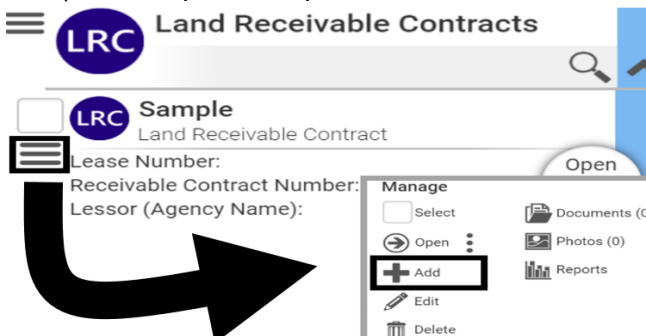 LRC Land Receivable Contracts
LRC Sample
Land Receivable Contract
Lease Number:
Open
Receivable Contract Number:
Lessor (Agency Name):
Manage
Select
Documents (0
Open
Photos (0)
Add
Reports
Edit
Delete